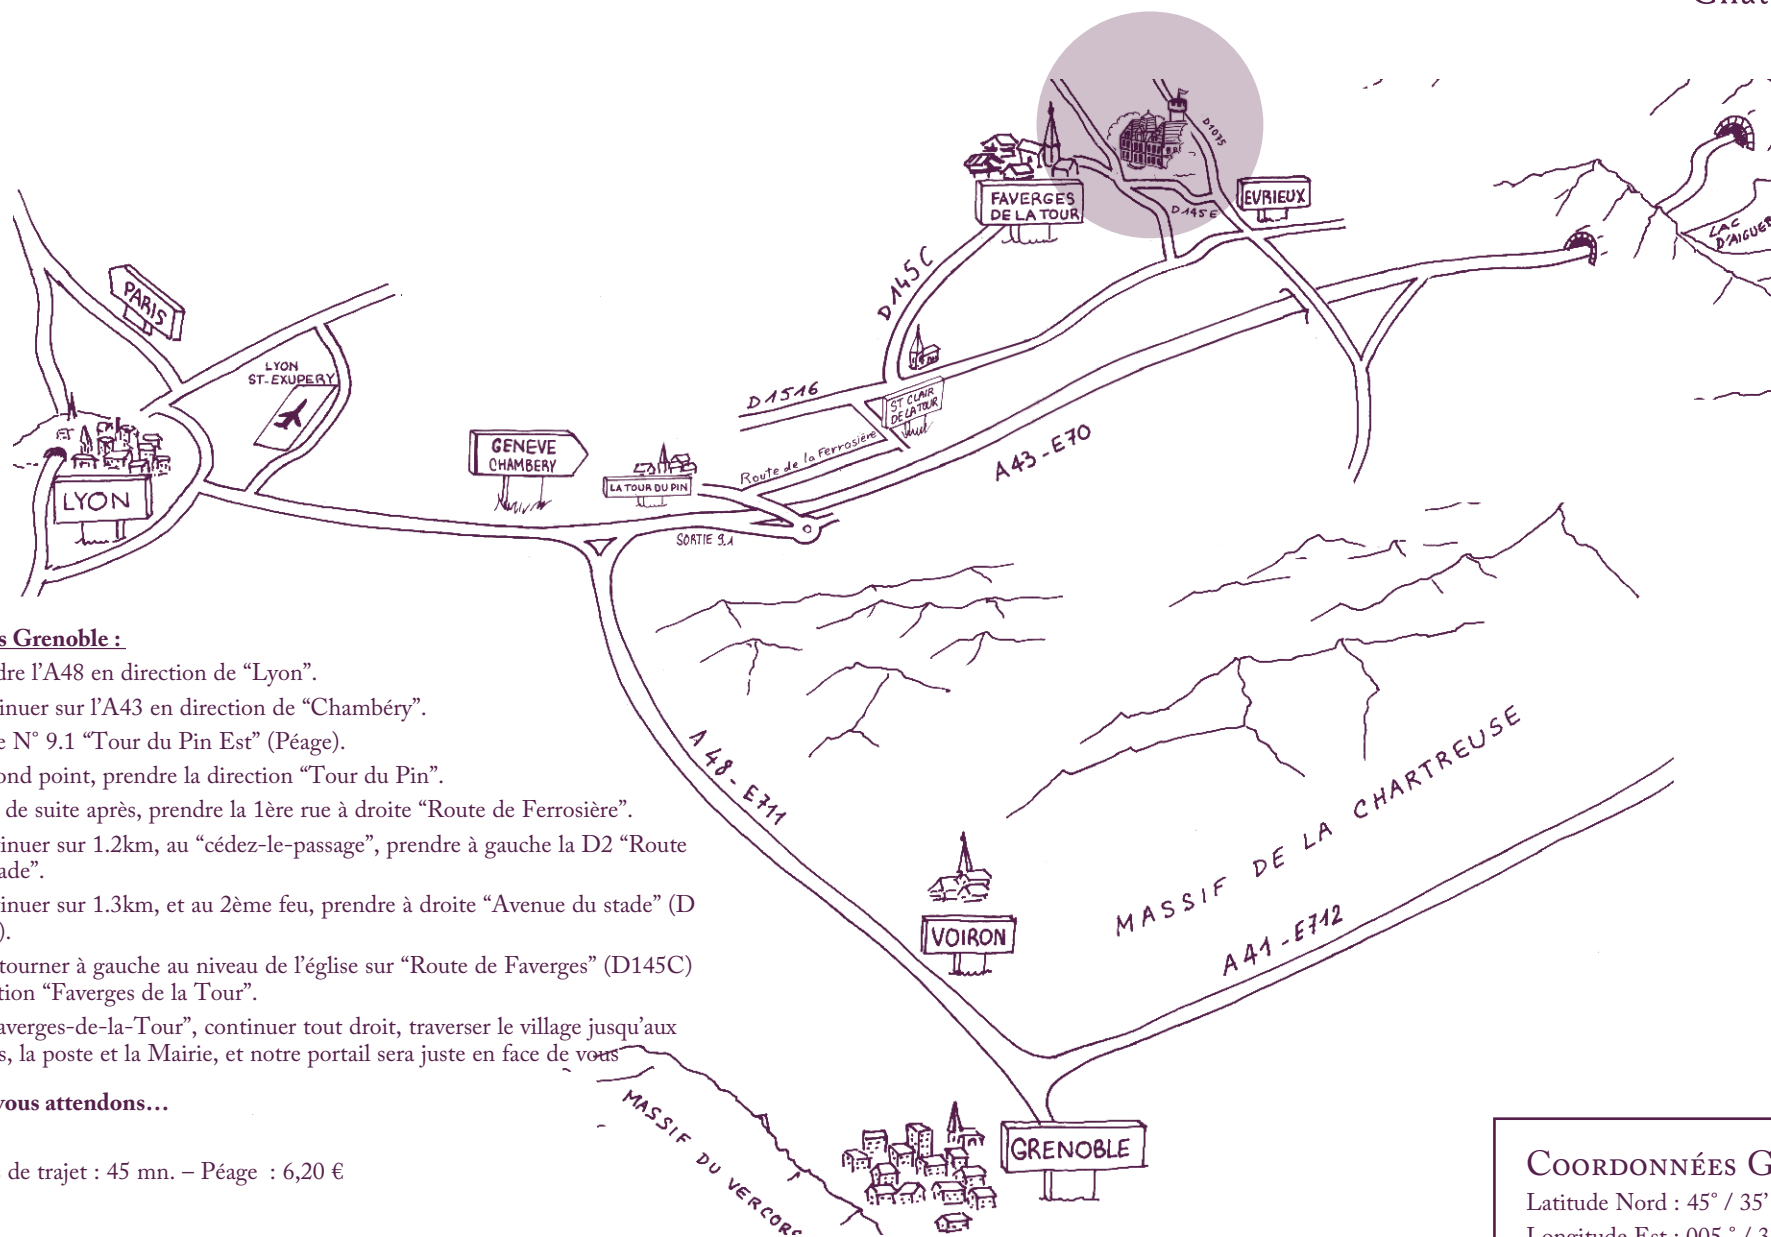 D1075
FAVERGES
DE LA TOUR
EVRIEUX
D145E
LAC
PARIS
D145C
LYON
ST-EXUPERY
D1516
ST CLAIR
DE LA TOUR
GENEVE
CHAMBERY
Route de la Ferrosière
A43-E70
LA TOUR DU PIN
LYON
SORTIE 9.1
s Grenoble :
dre l’A48 en direction de “Lyon”.
inuer sur l’A43 en direction de “Chambéry”.
e N° 9.1 “Tour du Pin Est” (Péage).
ond point, prendre la direction “Tour du Pin”.
de suite après, prendre la 1ère rue à droite “Route de Ferrosière”.
tinuer sur 1.2km, au “cédez-le-passage”, prendre à gauche la D2 “Route
ade”.
tinuer sur 1.3km, et au 2ème feu, prendre à droite “Avenue du stade” (D
).
tourner à gauche au niveau de l’église sur “Route de Faverges” (D145C)
tion “Faverges de la Tour”.
averges-de-la-Tour”, continuer tout droit, traverser le village jusqu’aux
s, la poste et la Mairie, et notre portail sera juste en face de vous
vous attendons…
e de trajet : 45 mn. – Péage : 6,20 €
A 48-E711
MASSIF DE LA CHARTREUSE
VOIRON
A41-E712
MASSIF DU VERCORS
GRENOBLE
COORDONNÉES G
Latitude Nord : 45° / 35’
Longitude Est : 005 ° / 3